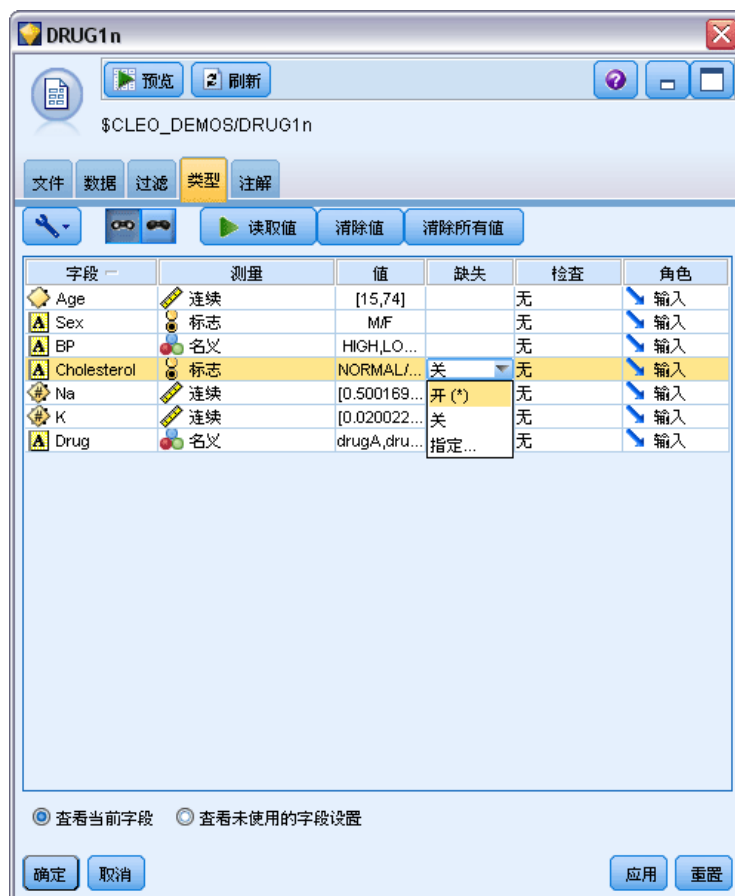 DRUG1n
预览 刷新
$CLEO_DEMOS/DRUG1n
文件 数据 过滤 类型 注解
读取值 清除值 清除所有值
字段 测量 值 缺失 检查 角色
Age 连续 [15,74] 无 输入
A Sex 标志 M/F 无 输入
A BP 名义 HIGH,LO... 无 输入
A Cholesterol 标志 NORMAL/... 关 无 输入
# Na 连续 [0.500169... 开 (*) 无 输入
# K 连续 [0.020022... 关 无 输入
A Drug 名义 drugA,dru... 指定... 无 输入
查看当前字段 查看未使用的字段设置
确定 取消 应用 重置